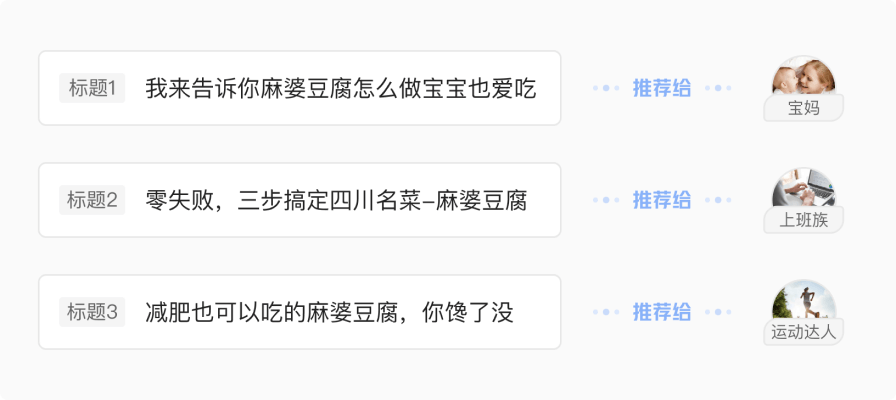 标题1 我来告诉你麻婆豆腐怎么做宝宝也爱吃 推荐给 宝妈
标题2 零失败，三步搞定四川名菜-麻婆豆腐 推荐给 上班族
标题3 减肥也可以吃的麻婆豆腐，你馋了没 推荐给 运动达人